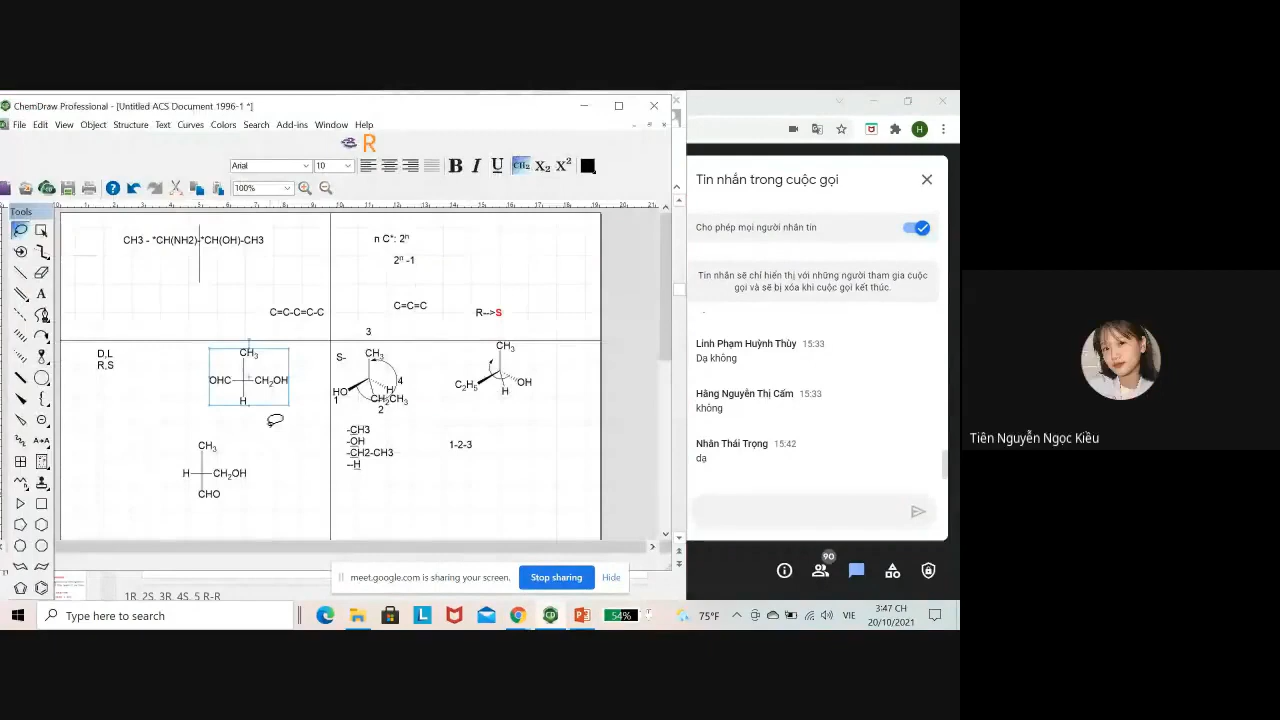 ChemDraw Professional - [Untitled ACS Document 1996-1 *]
File Edit View Object Structure Text Curves Colors Search Add-ins Window Help
R
Arial 10 B I U CH₂ X₂ X²
100%
Tools
CH3 - *CH(NH2)-*CH(OH)-CH3
n C*: 2ⁿ
2ⁿ -1
C=C-C=C-C
C=C=C
R-->S
D,L
R,S
CH₃
OHC CH₂OH
H
CH₃
H CH₂OH
CHO
3
S- CH₃
4
HO H
1 CH₂CH₃
2
-CH3
-OH
-CH2-CH3
--H
CH₃
C₂H₅ OH
H
1-2-3
1R, 2S, 3R, 4S, 5 R-R
meet.google.com is sharing your screen. Stop sharing Hide
H
Tin nhắn trong cuộc gọi
Cho phép mọi người nhắn tin
Tin nhắn sẽ chỉ hiển thị với những người tham gia cuộc
gọi và sẽ bị xóa khi cuộc gọi kết thúc.
Linh Phạm Huỳnh Thùy 15:33
Dạ không
Hằng Nguyễn Thị Cẩm 15:33
không
Nhân Thái Trọng 15:42
dạ
90
Tiên Nguyễn Ngọc Kiều
Type here to search
54%
75°F
VIE
3:47 CH
20/10/2021